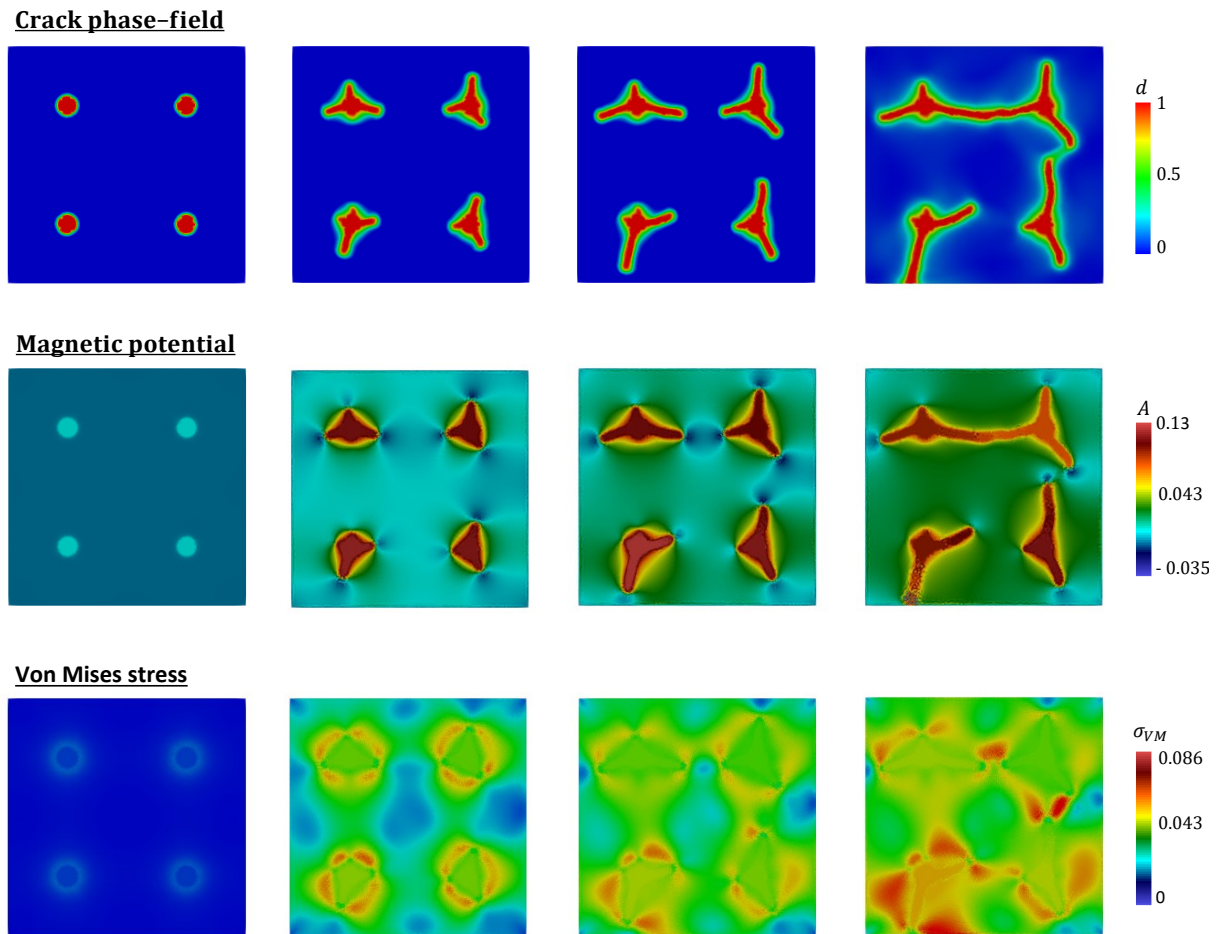 Crack phase–field
d
1
0.5
0
Magnetic potential
A
0.13
0.043
- 0.035
Von Mises stress
σVM
0.086
0.043
0